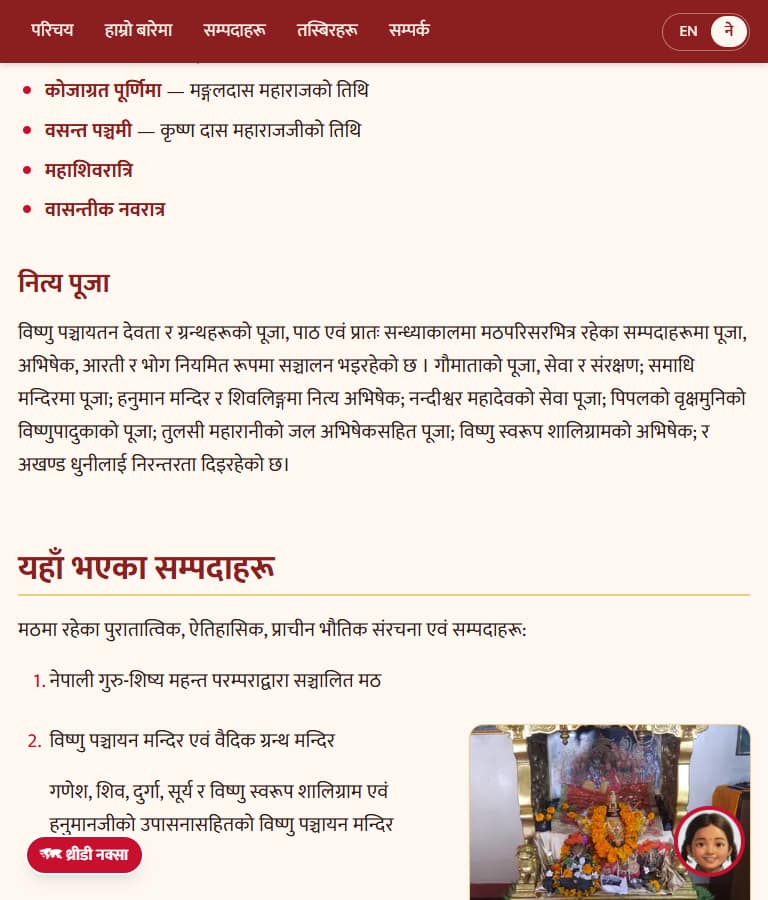 परिचय हाम्रो बारेमा सम्पदाहरू तस्बिरहरू सम्पर्क EN ने
कोजाग्रत पूर्णिमा — मङ्गलदास महाराजको तिथि
वसन्त पञ्चमी — कृष्ण दास महाराजजीको तिथि
महाशिवरात्रि
वासन्तीक नवरात्र
नित्य पूजा
विष्णु पञ्चायतन देवता र ग्रन्थहरूको पूजा, पाठ एवं प्रातः सन्ध्याकालमा मठपरिसरभित्र रहेका सम्पदाहरूमा पूजा,
अभिषेक, आरती र भोग नियमित रूपमा सञ्चालन भइरहेको छ । गौमाताको पूजा, सेवा र संरक्षण; समाधि
मन्दिरमा पूजा; हनुमान मन्दिर र शिवलिङ्गमा नित्य अभिषेक; नन्दीश्वर महादेवको सेवा पूजा; पिपलको वृक्षमुनिको
विष्णुपादुकाको पूजा; तुलसी महारानीको जल अभिषेकसहित पूजा; विष्णु स्वरूप शालिग्रामको अभिषेक; र
अखण्ड धुनीलाई निरन्तरता दिइरहेको छ।
यहाँ भएका सम्पदाहरू
मठमा रहेका पुरातात्विक, ऐतिहासिक, प्राचीन भौतिक संरचना एवं सम्पदाहरू:
1. नेपाली गुरु-शिष्य महन्त परम्पराद्वारा सञ्चालित मठ
2. विष्णु पञ्चायन मन्दिर एवं वैदिक ग्रन्थ मन्दिर
गणेश, शिव, दुर्गा, सूर्य र विष्णु स्वरूप शालिग्राम एवं
हनुमानजीको उपासनासहितको विष्णु पञ्चायन मन्दिर
थ्रीडी नक्सा